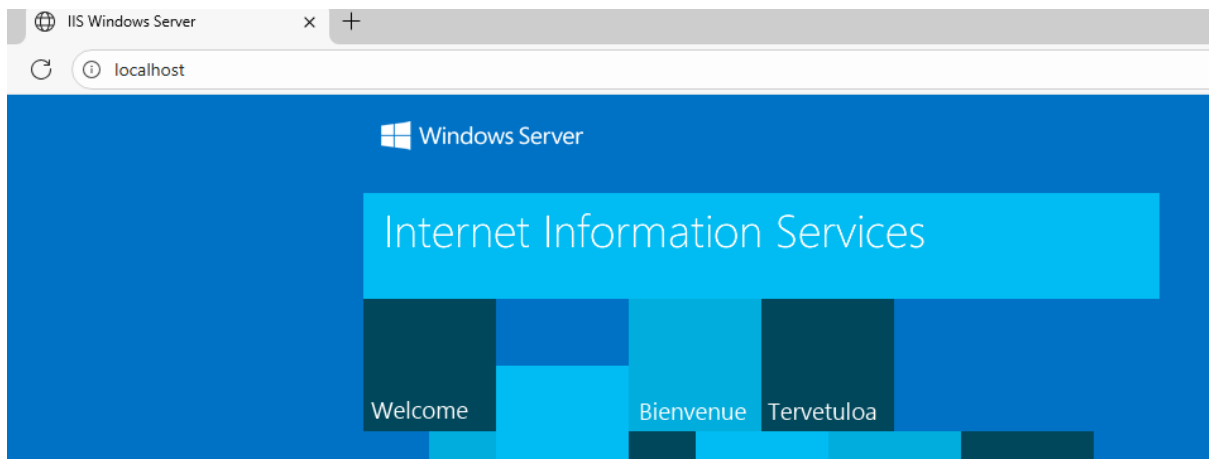 IIS Windows Server
localhost
Windows Server
Internet Information Services
Welcome Bienvenue Tervetuloa